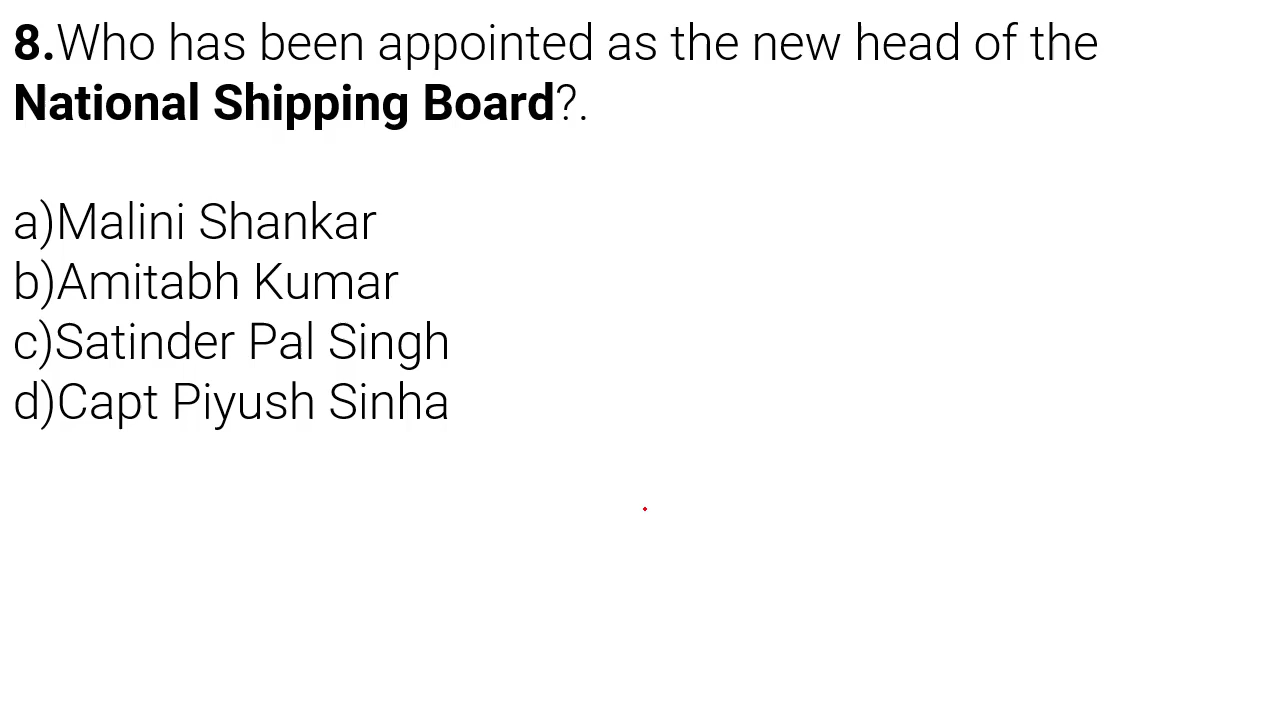 8.Who has been appointed as the new head of the
National Shipping Board?.
a)Malini Shankar
b)Amitabh Kumar
c)Satinder Pal Singh
d)Capt Piyush Sinha